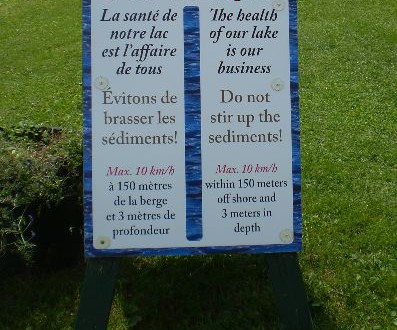 La santé de
notre lac
est l'affaire
de tous
Évitons de
brasser les
sédiments!
Max. 10 km/h
à 150 mètres
de la berge
et 3 mètres de
profondeur
The health
of our lake
is our
business
Do not
stir up the
sediments!
Max. 10 km/h
within 150 meters
off shore and
3 meters in
depth